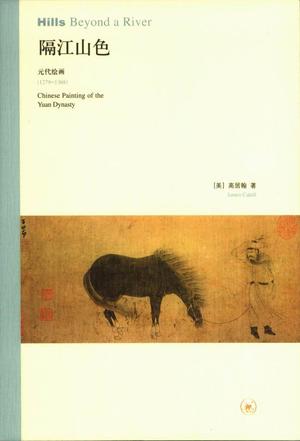 Hills Beyond a River
隔江山色
元代绘画
(1279-1368)
Chinese Painting of the
Yuan Dynasty
[美] 高居翰 著
James Cahill